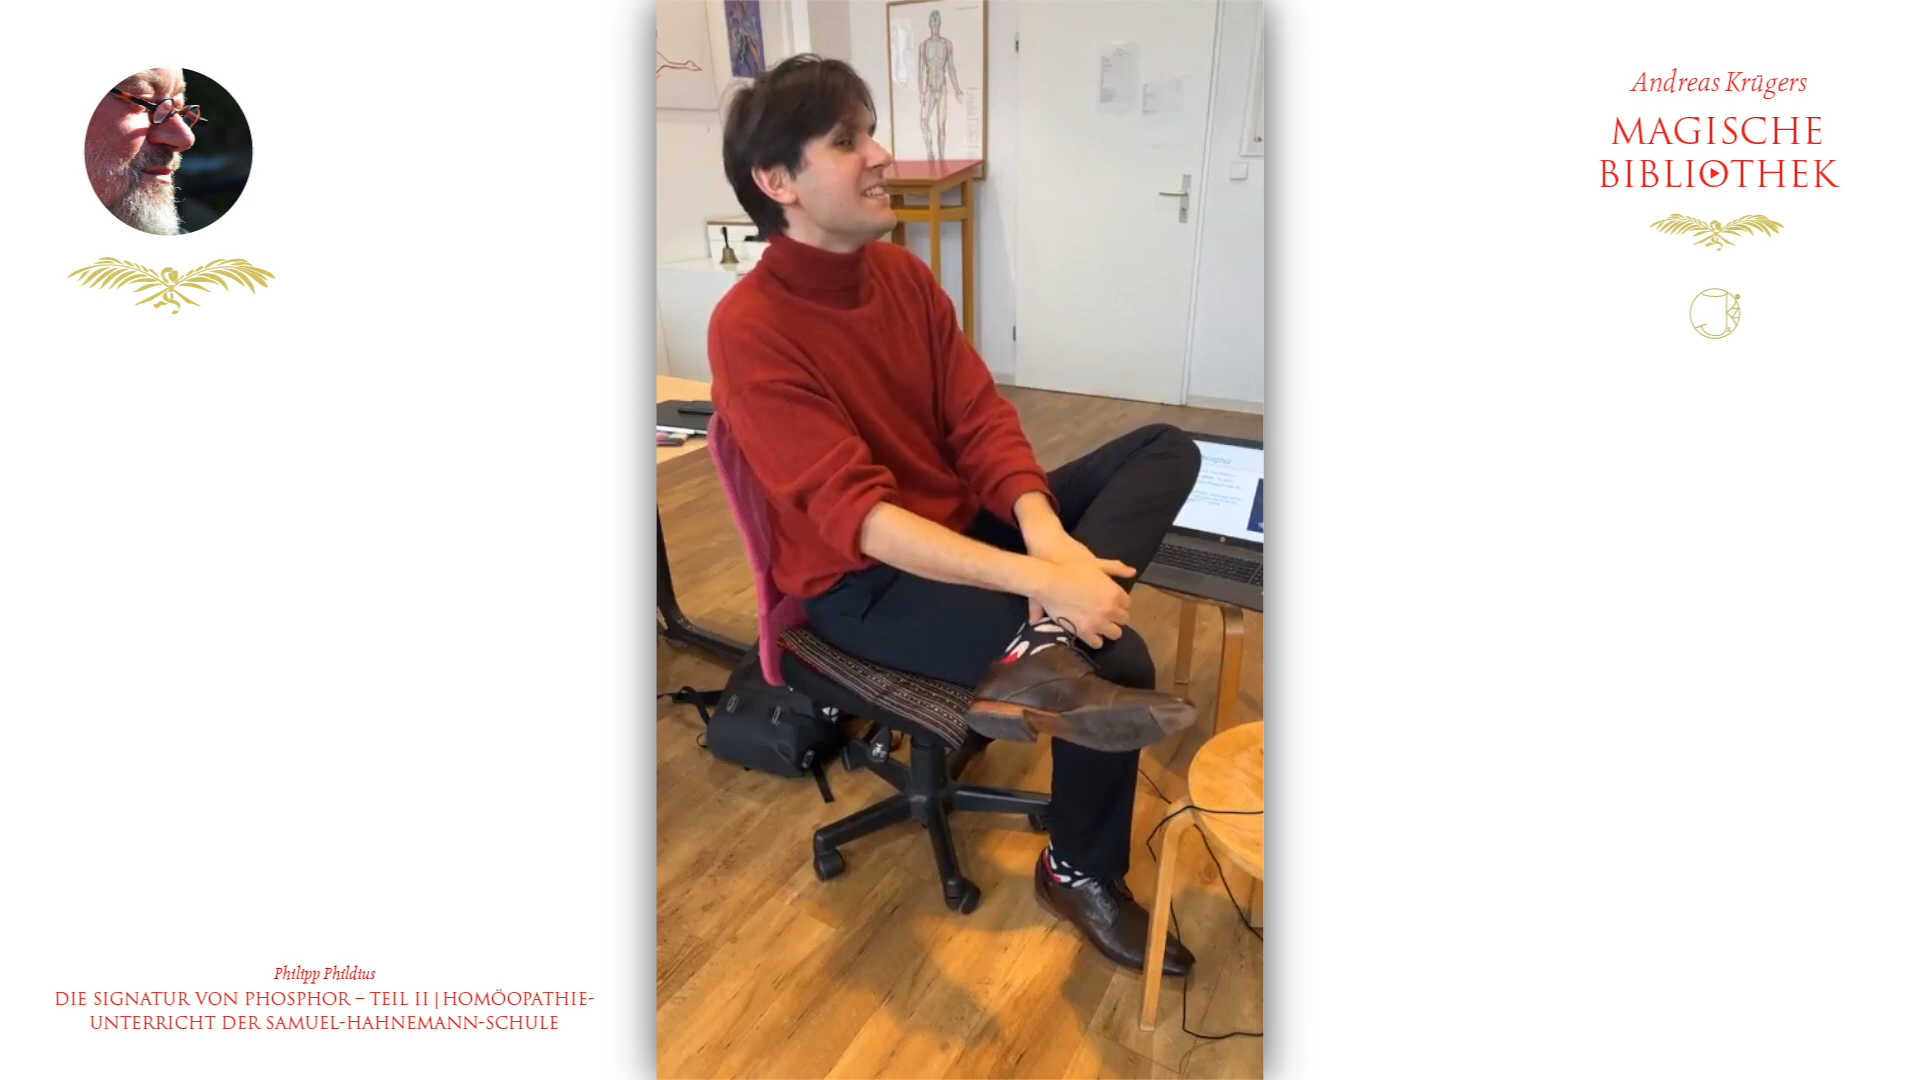 Andreas Krügers
MAGISCHE
BIBLIOTHEK
Philipp Phildius
DIE SIGNATUR VON PHOSPHOR – TEIL II | HOMÖOPATHIE-
UNTERRICHT DER SAMUEL-HAHNEMANN-SCHULE